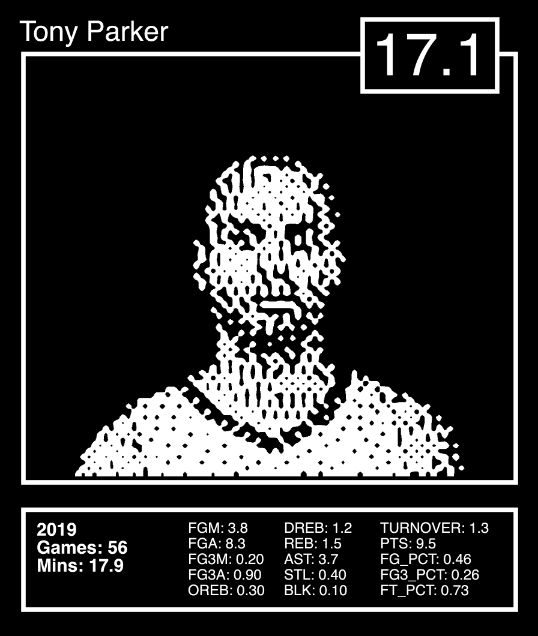 Tony Parker
17.1
2019
Games: 56
Mins: 17.9
FGM: 3.8
FGA: 8.3
FG3M: 0.20
FG3A: 0.90
OREB: 0.30
DREB: 1.2
REB: 1.5
AST: 3.7
STL: 0.40
BLK: 0.10
TURNOVER: 1.3
PTS: 9.5
FG_PCT: 0.46
FG3_PCT: 0.26
FT_PCT: 0.73